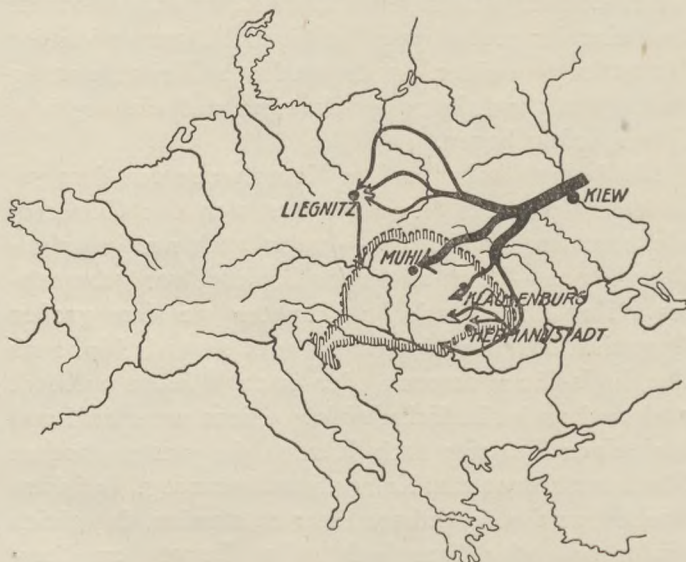 KIEW
LIEGNITZ
MUHI
KLAUSENBURG
HERMANNSTADT